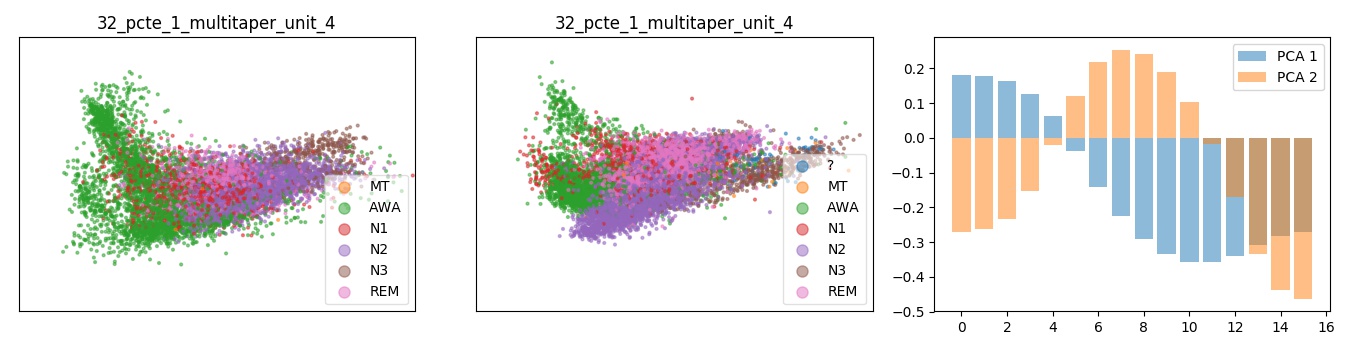 32_pcte_1_multitaper_unit_4
MT
AWA
N1
N2
N3
REM
32_pcte_1_multitaper_unit_4
?
MT
AWA
N1
N2
N3
REM
PCA 1
PCA 2
0.2
0.1
0.0
−0.1
−0.2
−0.3
−0.4
−0.5
0 2 4 6 8 10 12 14 16